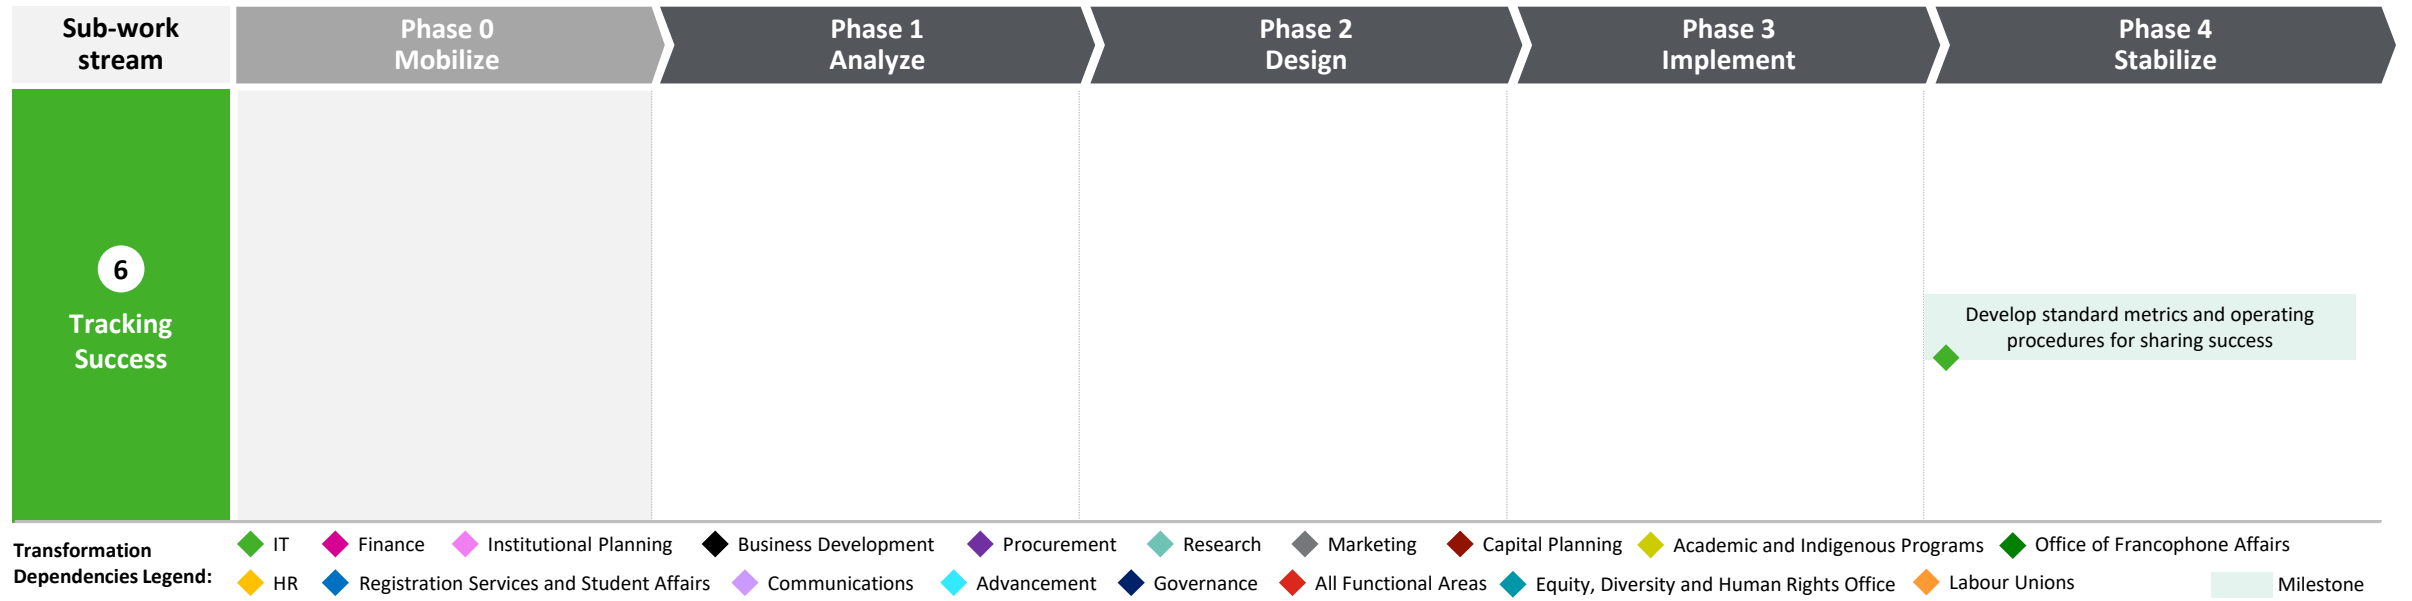 Sub-work
stream
Phase 0
Mobilize
Phase 1
Analyze
Phase 2
Design
Phase 3
Implement
Phase 4
Stabilize
6
Tracking
Success
Develop standard metrics and operating
procedures for sharing success
Transformation
Dependencies Legend:
IT
Finance
Institutional Planning
Business Development
Procurement
Research
Marketing
Capital Planning
Academic and Indigenous Programs
Office of Francophone Affairs
HR
Registration Services and Student Affairs
Communications
Advancement
Governance
All Functional Areas
Equity, Diversity and Human Rights Office
Labour Unions
Milestone